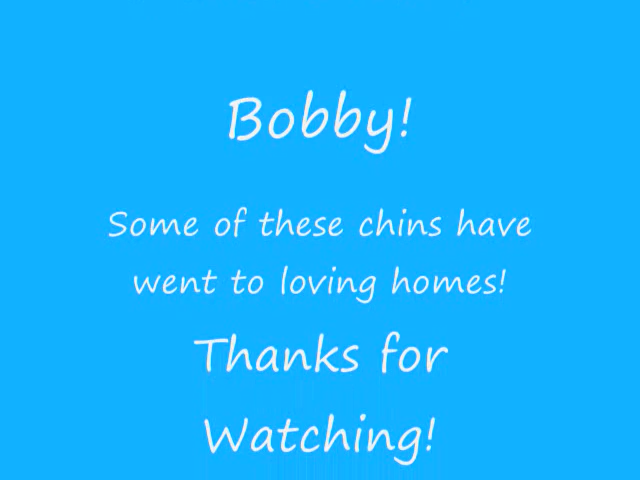 Bobby!
Some of these chins have
went to loving homes!
Thanks for
Watching!